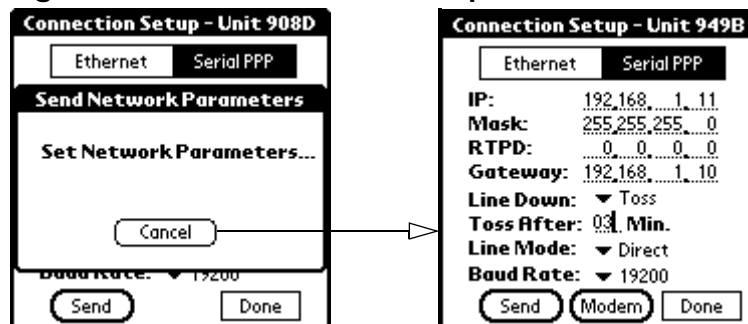 Connection Setup - Unit 908D
Ethernet Serial PPP
Send Network Parameters
Set Network Parameters...
Cancel
Baud Rate: 19200
Send Done
Connection Setup - Unit 949B
Ethernet Serial PPP
IP: 192.168. 1. 11
Mask: 255.255.255. 0
RTPD: 0. 0. 0. 0
Gateway: 192.168. 1. 10
Line Down: Toss
Toss After: 03 Min.
Line Mode: Direct
Baud Rate: 19200
Send Modem Done